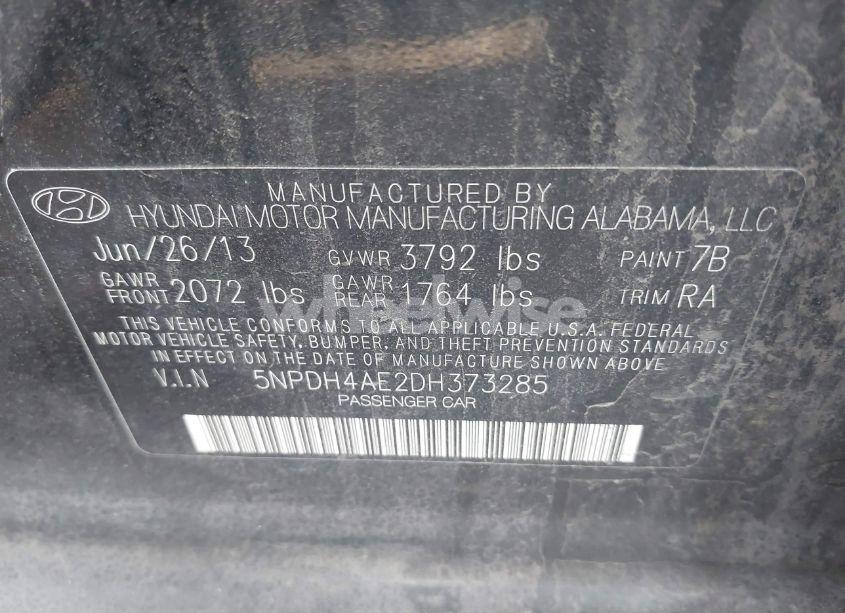 MANUFACTURED BY
HYUNDAI MOTOR MANUFACTURING ALABAMA, LLC
Jun/26/13 GVWR 3792 lbs PAINT 7B
GAWR FRONT 2072 lbs GAWR REAR 1764 lbs TRIM RA
THIS VEHICLE CONFORMS TO ALL APPLICABLE U.S.A. FEDERAL
MOTOR VEHICLE SAFETY, BUMPER, AND THEFT PREVENTION STANDARDS
IN EFFECT ON THE DATE OF MANUFACTURE SHOWN ABOVE
V.I.N 5NPDH4AE2DH373285
PASSENGER CAR
wheelwise